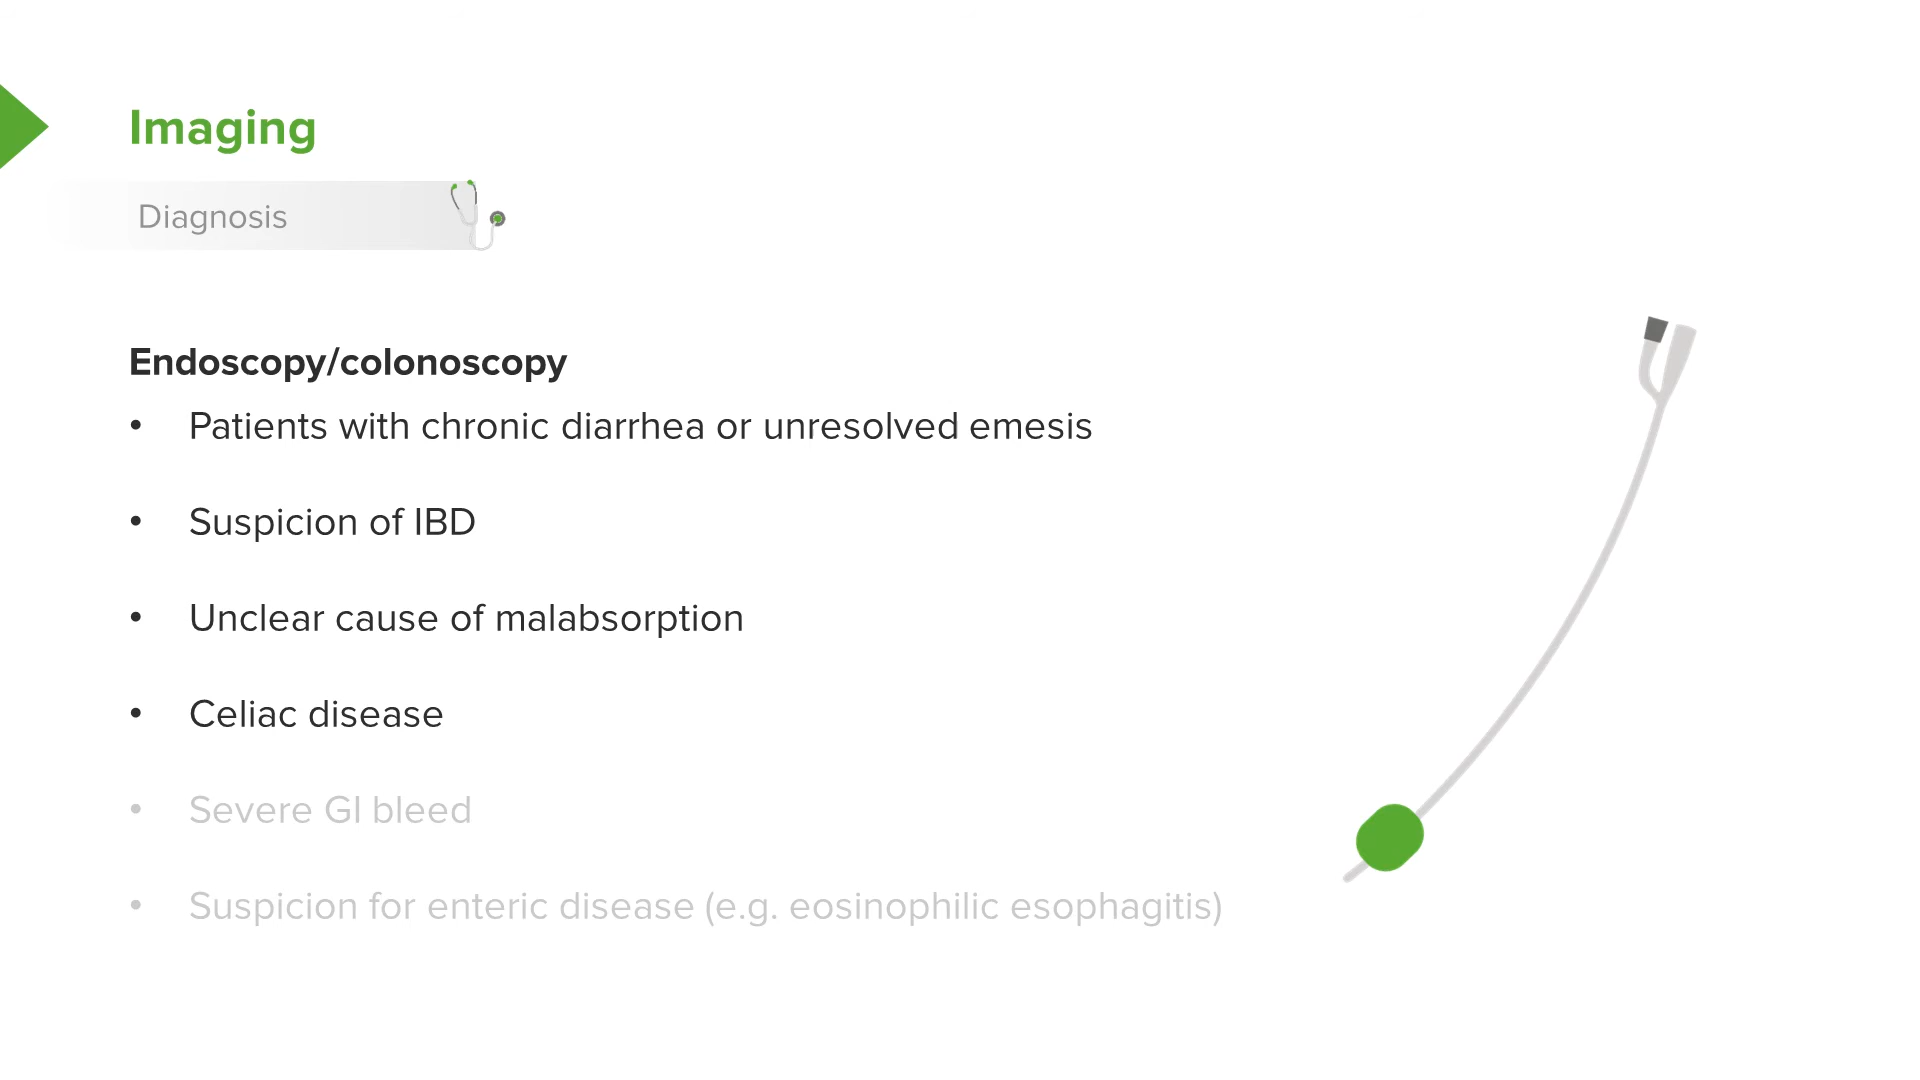 Imaging
Diagnosis
Endoscopy/colonoscopy
• Patients with chronic diarrhea or unresolved emesis
• Suspicion of IBD
• Unclear cause of malabsorption
• Celiac disease
• Severe GI bleed
• Suspicion for enteric disease (e.g. eosinophilic esophagitis)